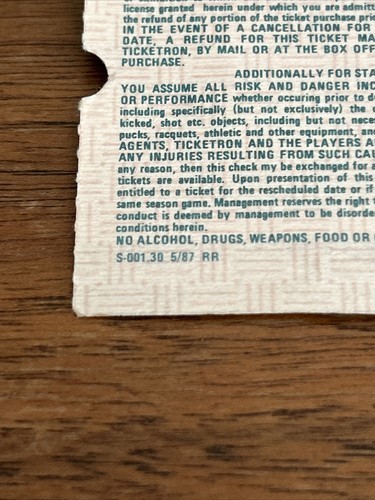 license granted herein under which you are admitt
the refund of any portion of the ticket purchase pric
IN THE EVENT OF A CANCELLATION FOR
DATE, A REFUND FOR THIS TICKET MA
TICKETRON, BY MAIL OR AT THE BOX OFF
PURCHASE.
ADDITIONALLY FOR STA
YOU ASSUME ALL RISK AND DANGER INC
OR PERFORMANCE whether occuring prior to d
including specifically (but not exclusively) the d
kicked, shot etc. objects, including but not nece
pucks, racquets, athletic and other equipment, an
AGENTS, TICKETRON AND THE PLAYERS A
ANY INJURIES RESULTING FROM SUCH CAU
any reason, then this check my be exchanged for a
tickets are available. Upon presentation of this
entitled to a ticket for the rescheduled date or if
same season game. Management reserves the right t
conduct is deemed by management to be disorde
conditions herein.
NO ALCOHOL, DRUGS, WEAPONS, FOOD OR
S-001.30 5/87 RR